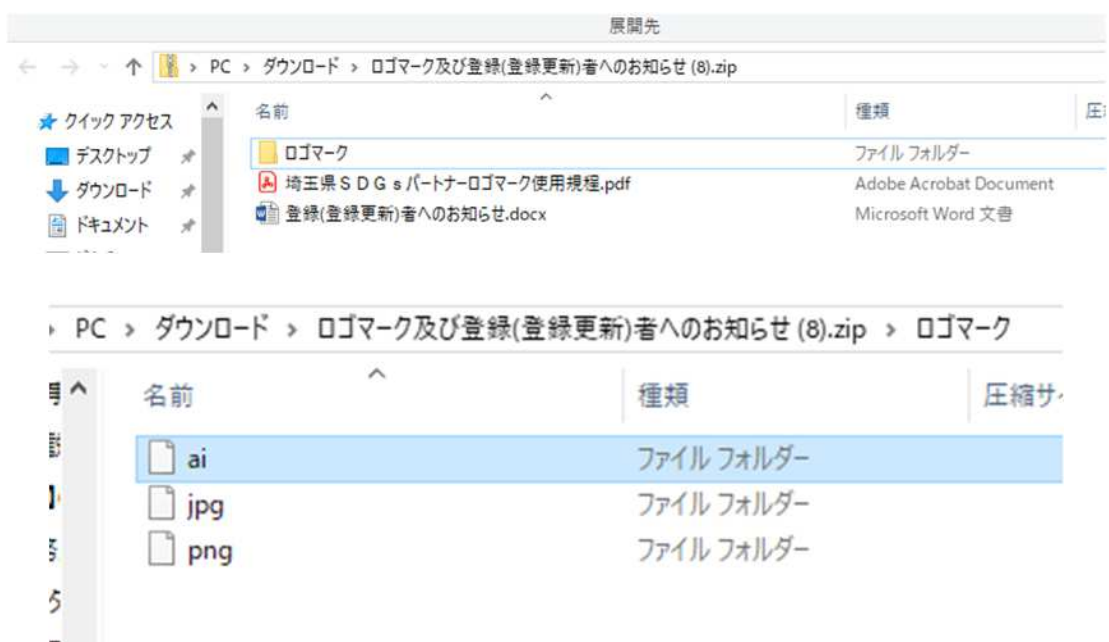 展開先
PC › ダウンロード › ロゴマーク及び登録(登録更新)者へのお知らせ (8).zip
名前 種類
クイック アクセス
デスクトップ
ダウンロード
ドキュメント
ロゴマーク ファイル フォルダー
埼玉県SDGsパートナーロゴマーク使用規程.pdf Adobe Acrobat Document
登録(登録更新)者へのお知らせ.docx Microsoft Word 文書
PC › ダウンロード › ロゴマーク及び登録(登録更新)者へのお知らせ (8).zip › ロゴマーク
名前 種類 圧縮サ
ai ファイル フォルダー
jpg ファイル フォルダー
png ファイル フォルダー